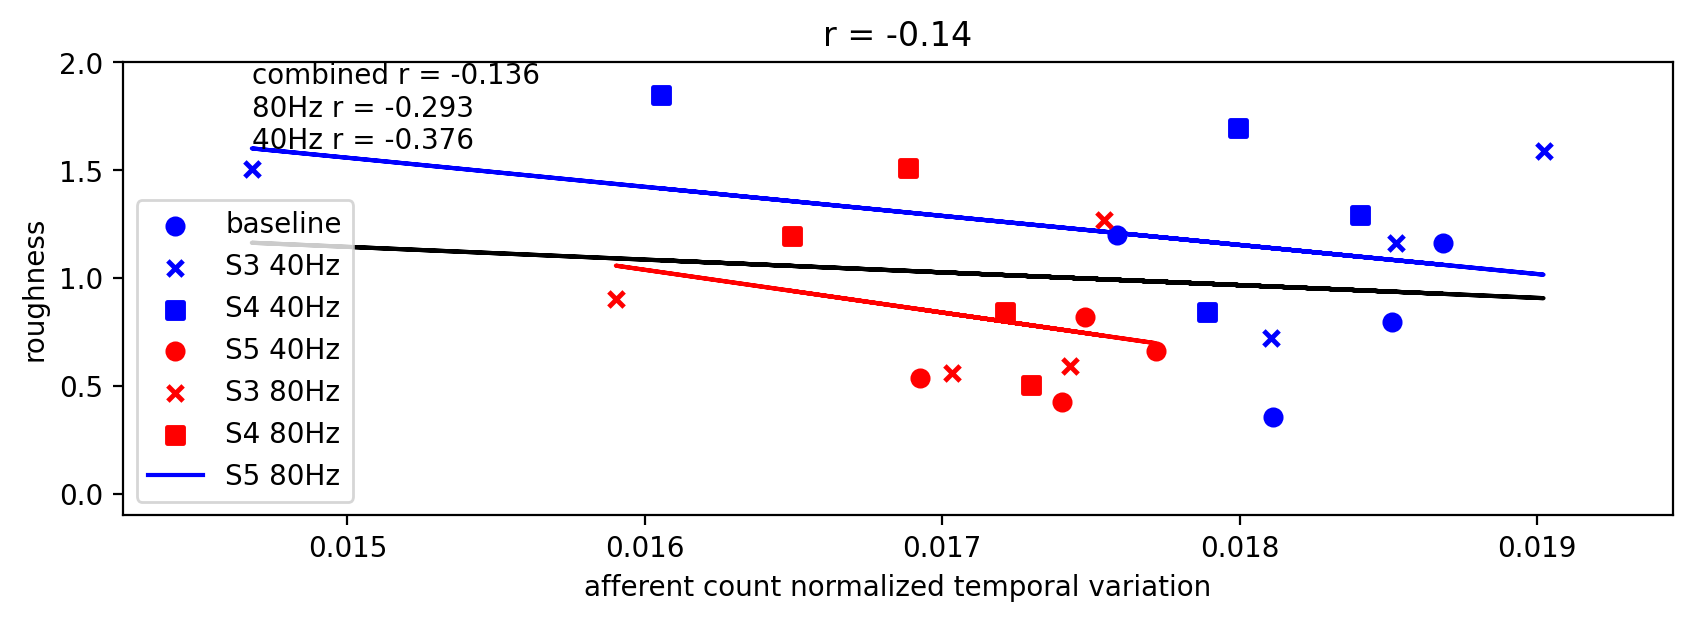 r = -0.14
combined r = -0.136
80Hz r = -0.293
40Hz r = -0.376
2.0
1.5
1.0
0.5
0.0
roughness
baseline
S3 40Hz
S4 40Hz
S5 40Hz
S3 80Hz
S4 80Hz
S5 80Hz
0.015 0.016 0.017 0.018 0.019
afferent count normalized temporal variation